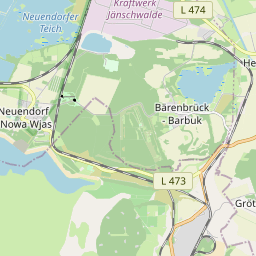 Neuendorfer
Teich
Kraftwerk
Jänschwalde
L 474
He
Bärenbrück
- Barbuk
Neuendorf
Nowa Wjas
L 473
Gröt